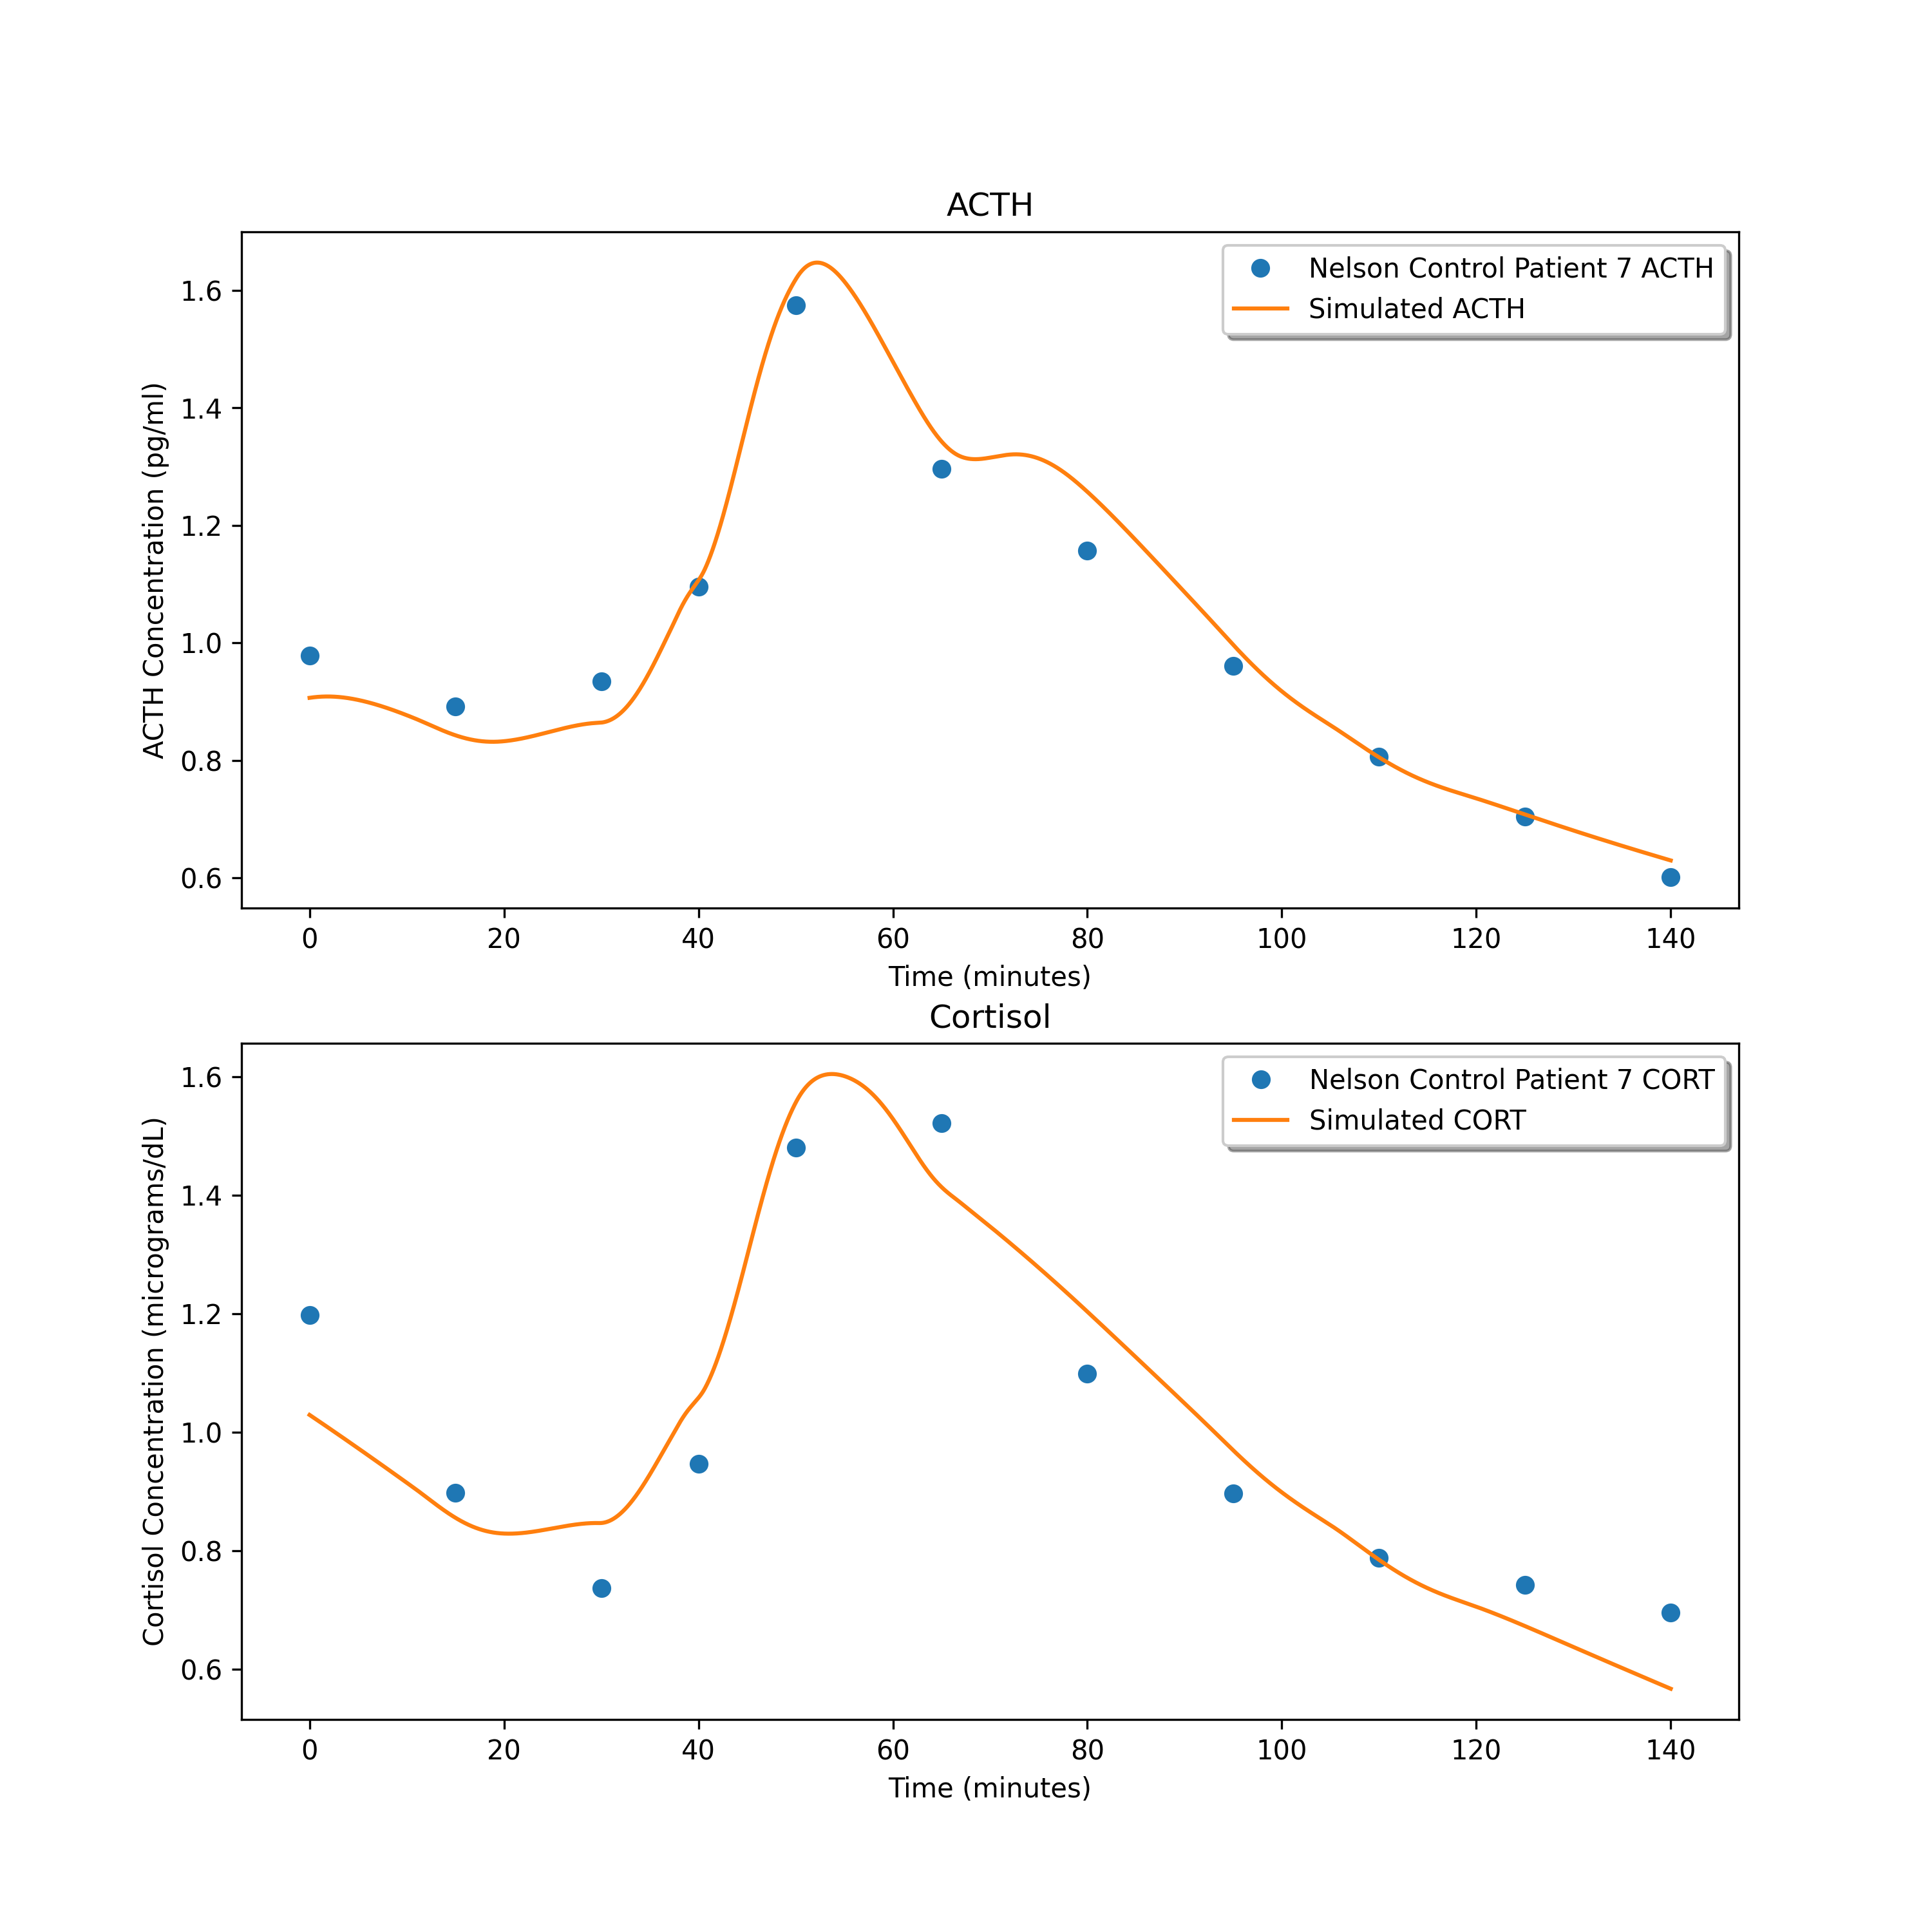 ACTH
Nelson Control Patient 7 ACTH
Simulated ACTH
ACTH Concentration (pg/ml)
1.6
1.4
1.2
1.0
0.8
0.6
0 20 40 60 80 100 120 140
Time (minutes)
Cortisol
Nelson Control Patient 7 CORT
Simulated CORT
Cortisol Concentration (micrograms/dL)
1.6
1.4
1.2
1.0
0.8
0.6
0 20 40 60 80 100 120 140
Time (minutes)